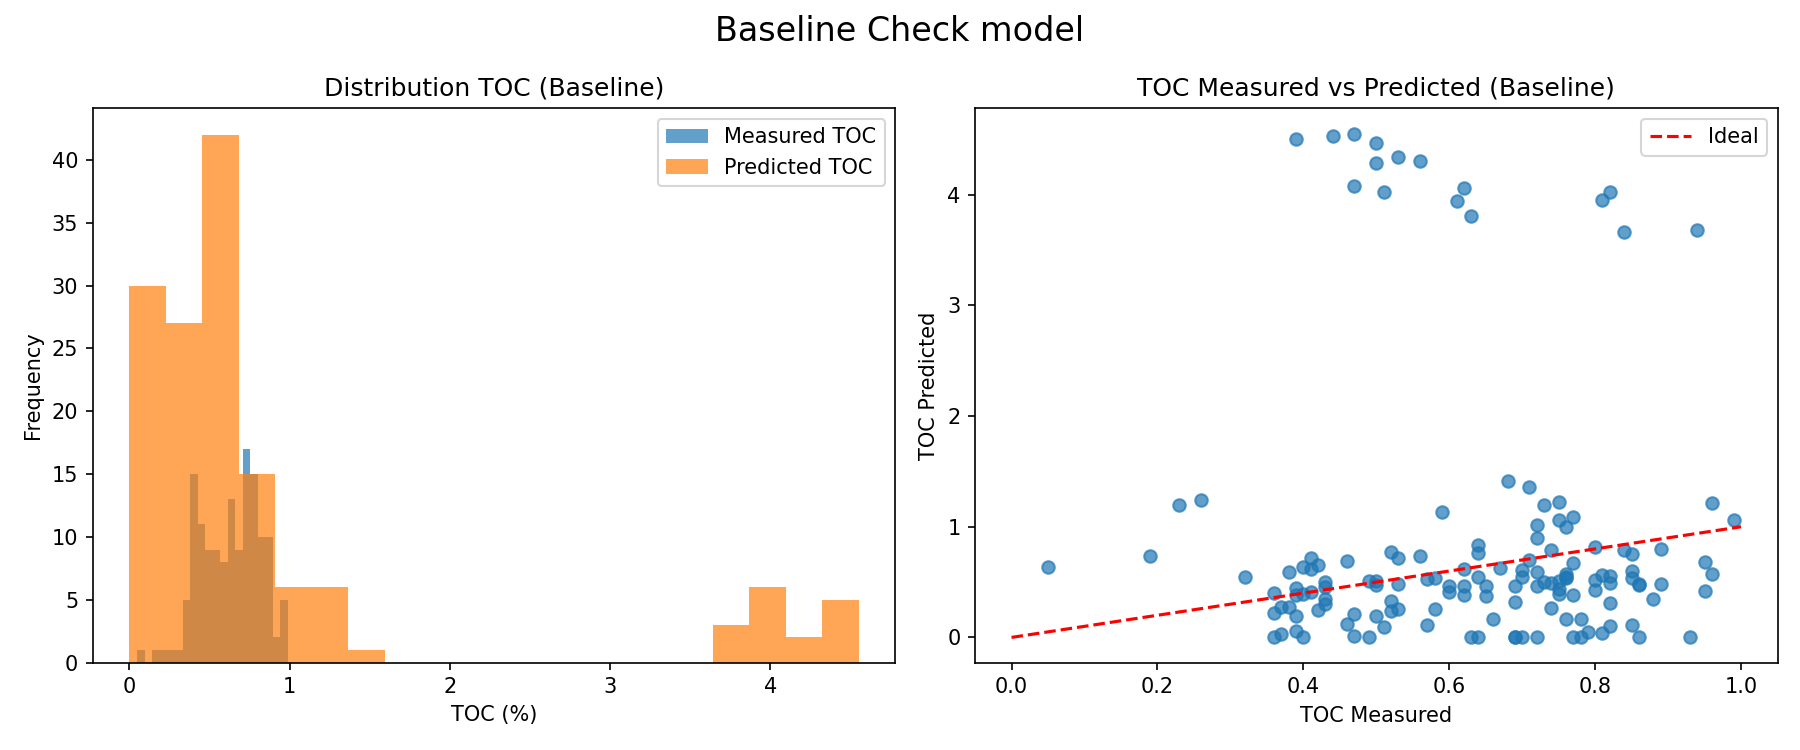 Baseline Check model
Distribution TOC (Baseline)
Measured TOC
Predicted TOC
Frequency
40
35
30
25
20
15
10
5
0
0 1 2 3 4
TOC (%)
TOC Measured vs Predicted (Baseline)
Ideal
TOC Predicted
4
3
2
1
0
0.0 0.2 0.4 0.6 0.8 1.0
TOC Measured